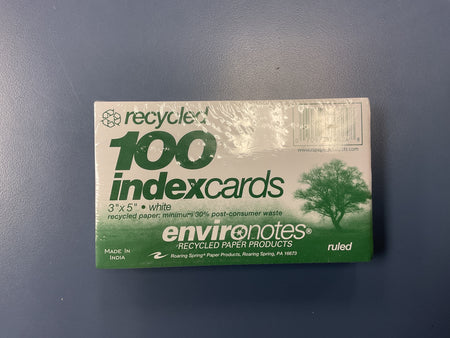 recycled
100
indexcards
3"x 5" • white
recycled paper: minimum 30% post-consumer waste
environotes®
RECYCLED PAPER PRODUCTS
ruled
MADE IN
INDIA
Roaring Spring® Paper Products, Roaring Spring, PA 16673